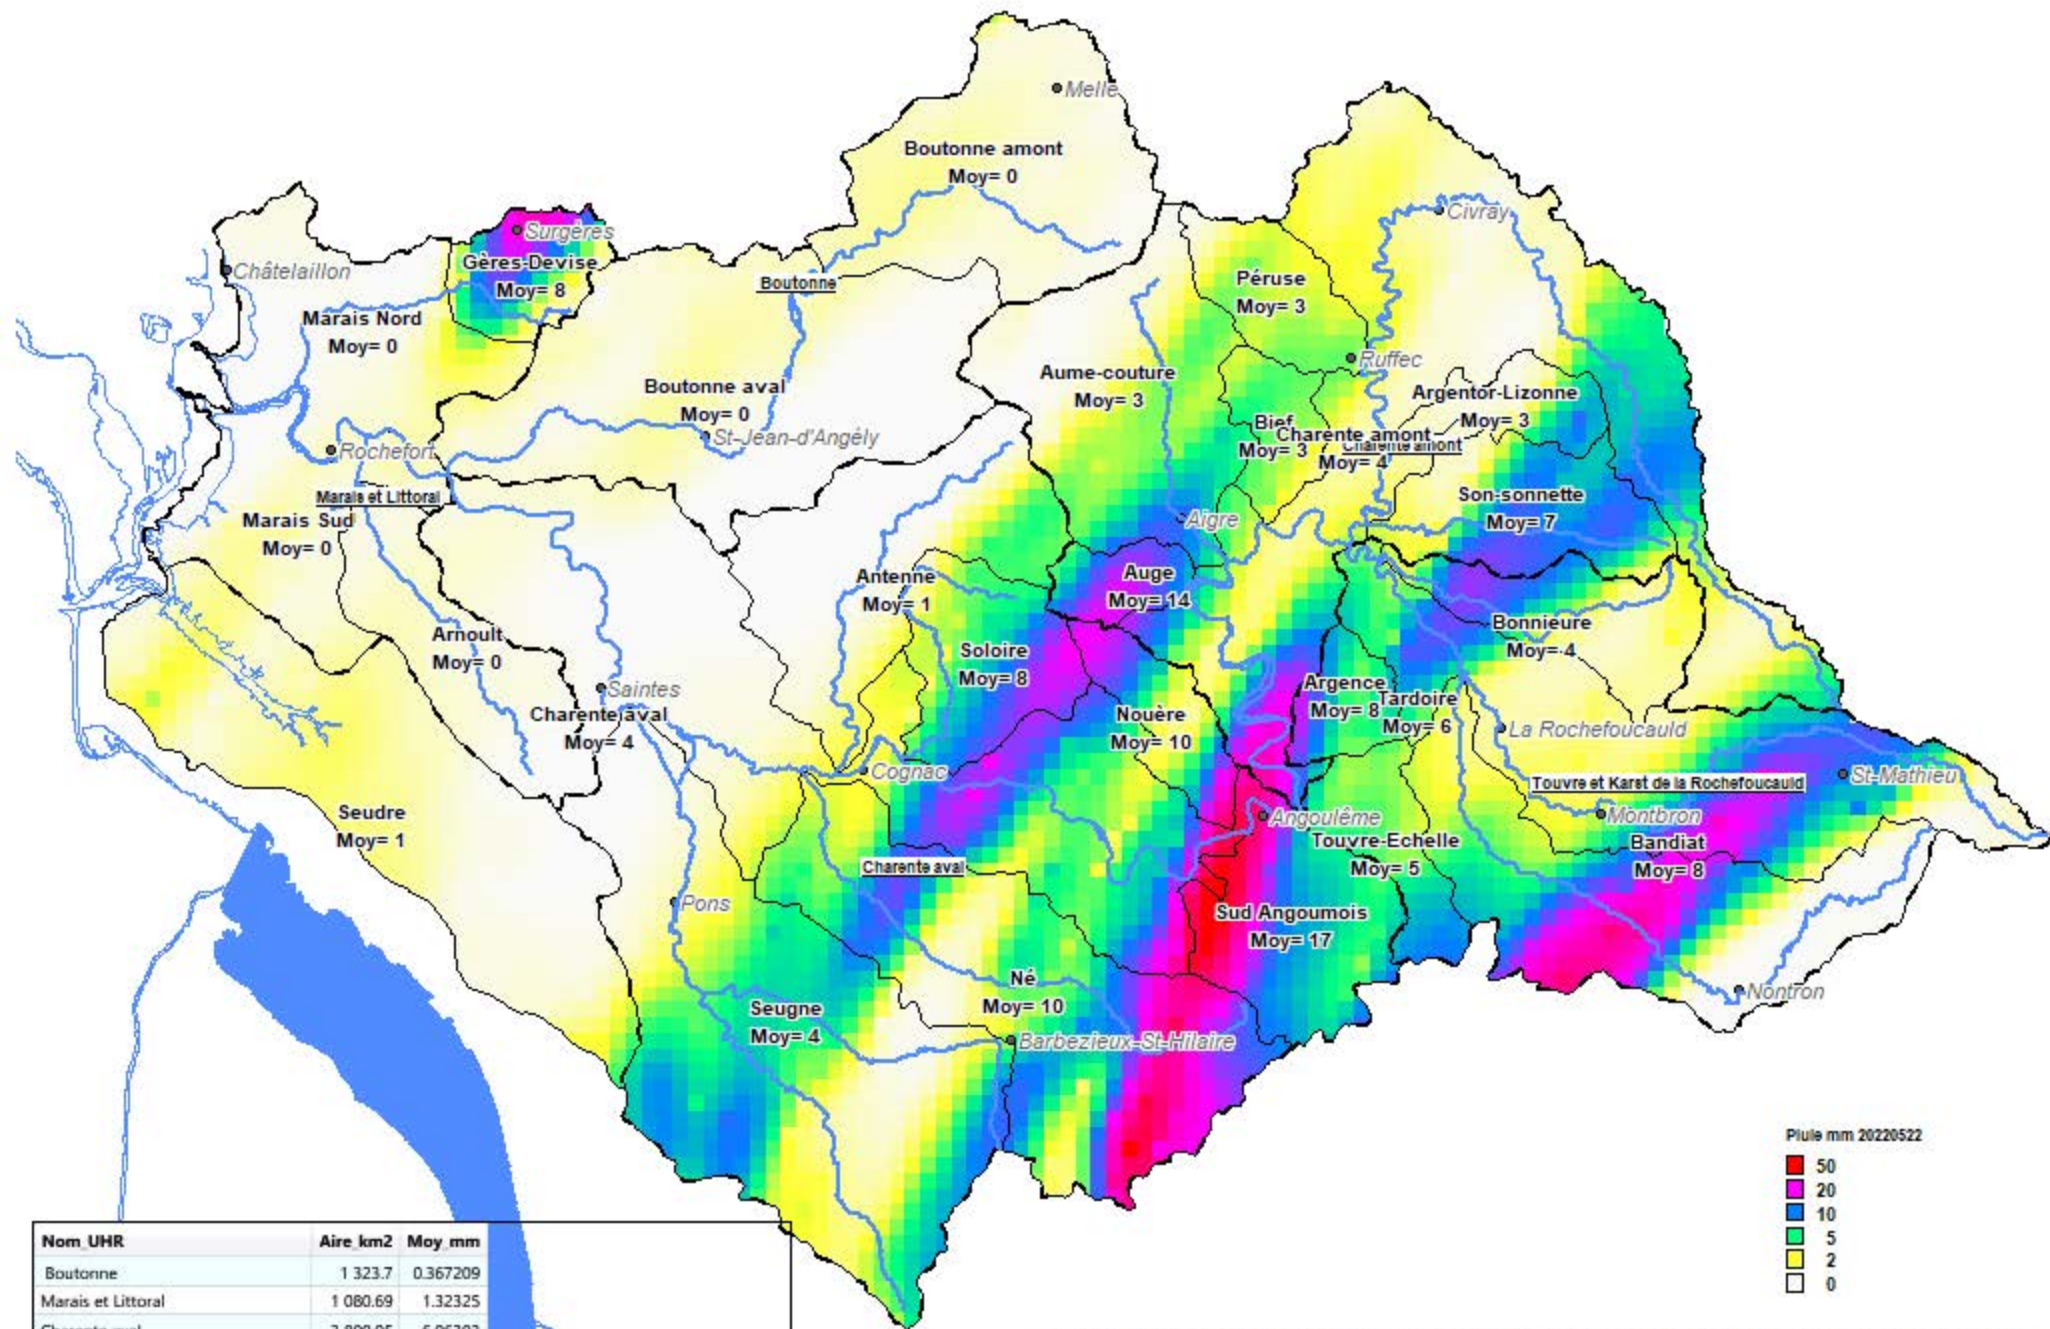 Melle
Boutonne amont
Moy= 0
Civray
Surgères
Châtelaillon
Gères-Devise
Moy= 8
Boutonne
Péruse
Moy= 3
Marais Nord
Moy= 0
Ruffec
Aume-couture
Moy= 3
Boutonne aval
Moy= 0
Argentor-Lizonne
Moy= 3
St-Jean-d'Angély
Bief
Moy= 3
Charente amont
Moy= 4
Charente amont
Rochefort
Marais et Littoral
Son-sonnette
Moy= 7
Marais Sud
Moy= 0
Aigre
Antenne
Moy= 1
Auge
Moy= 14
Bonnieure
Moy= 4
Arnoult
Moy= 0
Soloire
Moy= 8
Saintes
Argence
Moy= 8
Tardoire
Moy= 6
Charente aval
Moy= 4
Nouère
Moy= 10
La Rochefoucauld
Cognac
Touvre et Karst de la Rochefoucauld
St-Mathieu
Seudre
Moy= 1
Angoulême
Montbron
Touvre-Echelle
Moy= 5
Bandiat
Moy= 8
Charente aval
Pons
Sud Angoumois
Moy= 17
Né
Moy= 10
Nontron
Seugne
Moy= 4
Barbezieux-St-Hilaire
Pluie mm 20220522
50
20
10
5
2
0
Nom_UHR Aire_km2 Moy_mm
Boutonne 1 323.7 0.367209
Marais et Littoral 1 080.69 1.32325